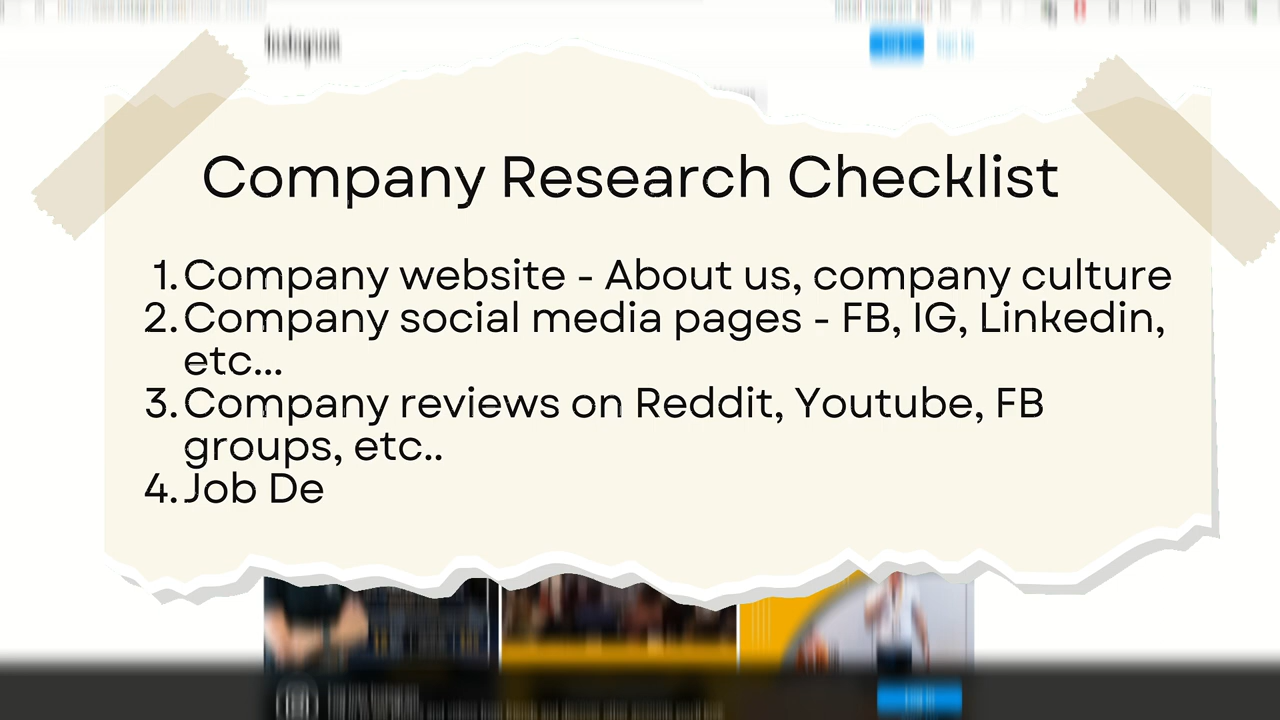 Instagram
Company Research Checklist
1. Company website - About us, company culture
2. Company social media pages - FB, IG, Linkedin,
etc...
3. Company reviews on Reddit, Youtube, FB
groups, etc..
4. Job De